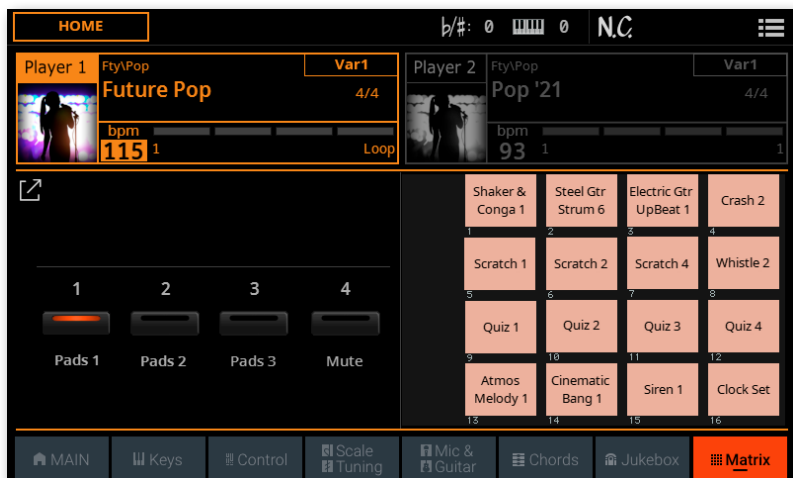 HOME
♭/#: 0 0 N.C.
Player 1 Fty\Pop Var1
Future Pop 4/4
bpm
115 1 Loop
Player 2 Fty\Pop Var1
Pop '21 4/4
bpm
93 1 1
1 2 3 4
Pads 1 Pads 2 Pads 3 Mute
Shaker &
Conga 1
1
Steel Gtr
Strum 6
2
Electric Gtr
UpBeat 1
3
Crash 2
4
Scratch 1
5
Scratch 2
6
Scratch 4
7
Whistle 2
8
Quiz 1
9
Quiz 2
10
Quiz 3
11
Quiz 4
12
Atmos
Melody 1
13
Cinematic
Bang 1
14
Siren 1
15
Clock Set
16
MAIN
Keys
Control
Scale
Tuning
Mic &
Guitar
Chords
Jukebox
Matrix